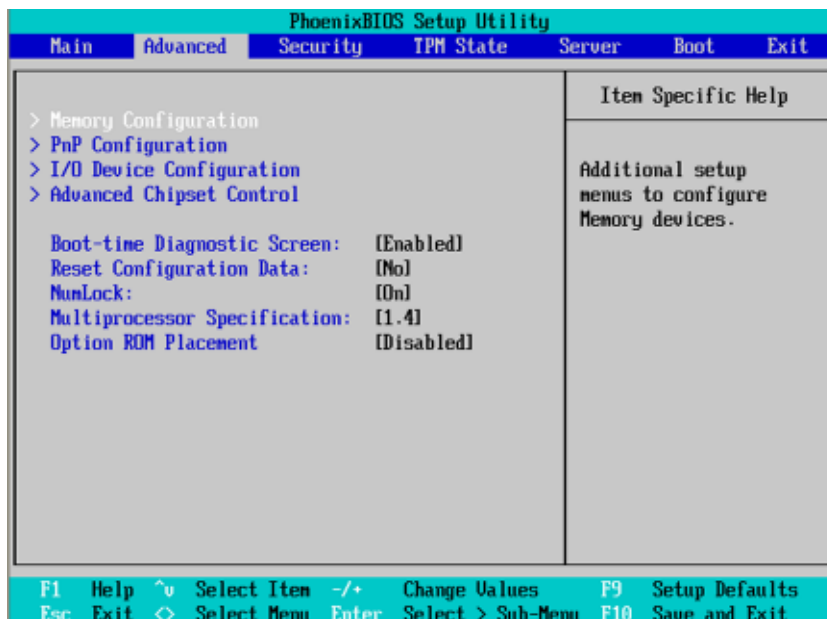 PhoenixBIOS Setup Utility
Main Advanced Security TPM State Server Boot Exit
Item Specific Help
> Memory Configuration
> PnP Configuration
> I/O Device Configuration
> Advanced Chipset Control
Additional setup
menus to configure
Memory devices.
Boot-time Diagnostic Screen: [Enabled]
Reset Configuration Data: [No]
NumLock: [On]
Multiprocessor Specification: [1.4]
Option ROM Placement [Disabled]
F1 Help ^v Select Item -/+ Change Values F9 Setup Defaults
Esc Exit <> Select Menu Enter Select > Sub-Menu F10 Save and Exit